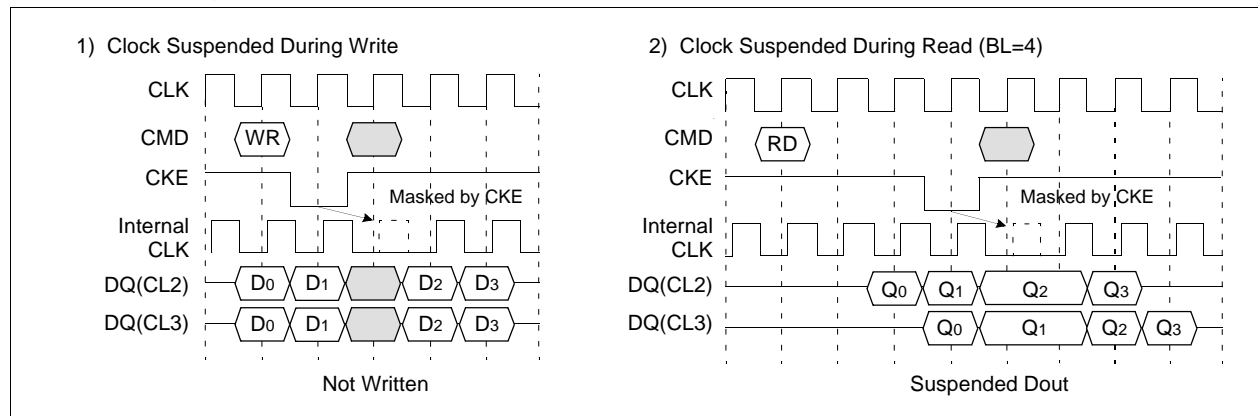 1) Clock Suspended During Write
CLK
CMD
WR
CKE
Masked by CKE
Internal
CLK
DQ(CL2)
D0 D1 D2 D3
DQ(CL3)
D0 D1 D2 D3
Not Written
2) Clock Suspended During Read (BL=4)
CLK
CMD
RD
CKE
Masked by CKE
Internal
CLK
DQ(CL2)
Q0 Q1 Q2 Q3
DQ(CL3)
Q0 Q1 Q2 Q3
Suspended Dout